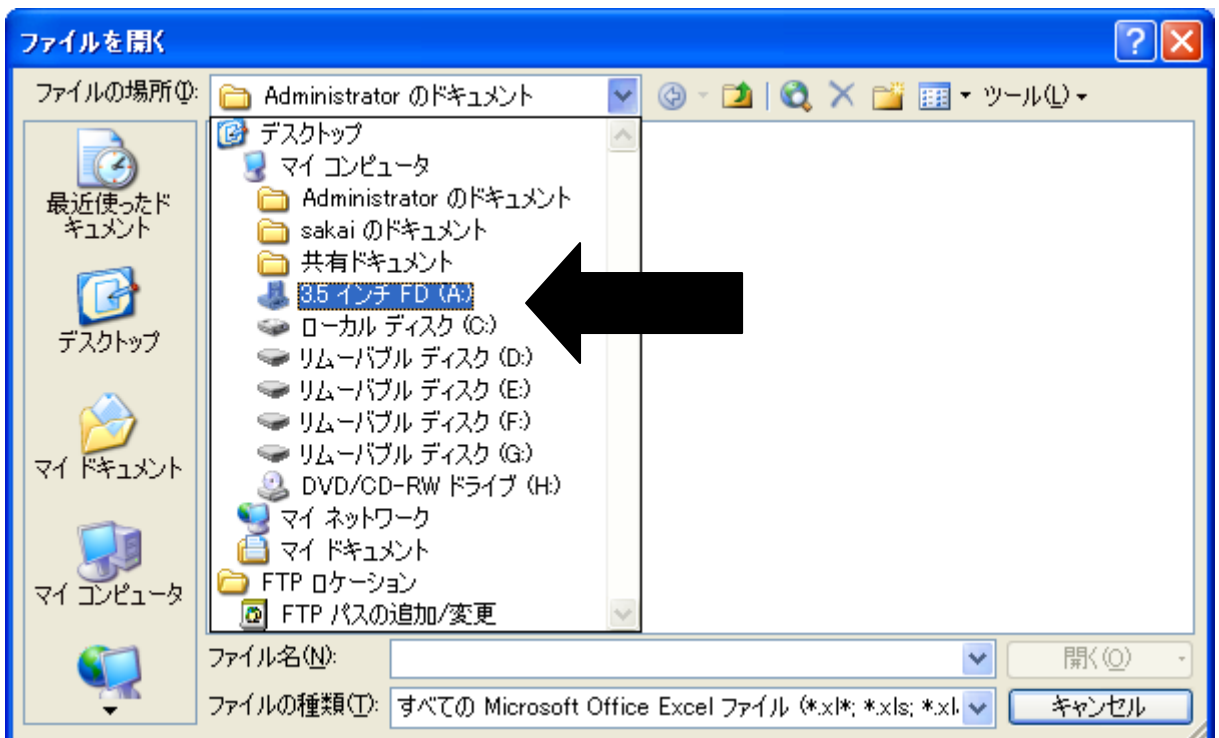 ファイルを開く
ファイルの場所(I):
Administrator のドキュメント
ツール(L)
デスクトップ
マイ コンピュータ
Administrator のドキュメント
sakai のドキュメント
共有ドキュメント
3.5 インチ FD (A:)
ローカル ディスク (C:)
リムーバブル ディスク (D:)
リムーバブル ディスク (E:)
リムーバブル ディスク (F:)
リムーバブル ディスク (G:)
DVD/CD-RW ドライブ (H:)
マイ ネットワーク
マイ ドキュメント
FTP ロケーション
FTP パスの追加/変更
最近使ったド
キュメント
デスクトップ
マイ ドキュメント
マイ コンピュータ
ファイル名(N):
開く(O)
ファイルの種類(T):
すべての Microsoft Office Excel ファイル (*.xl*; *.xls; *.xl
キャンセル